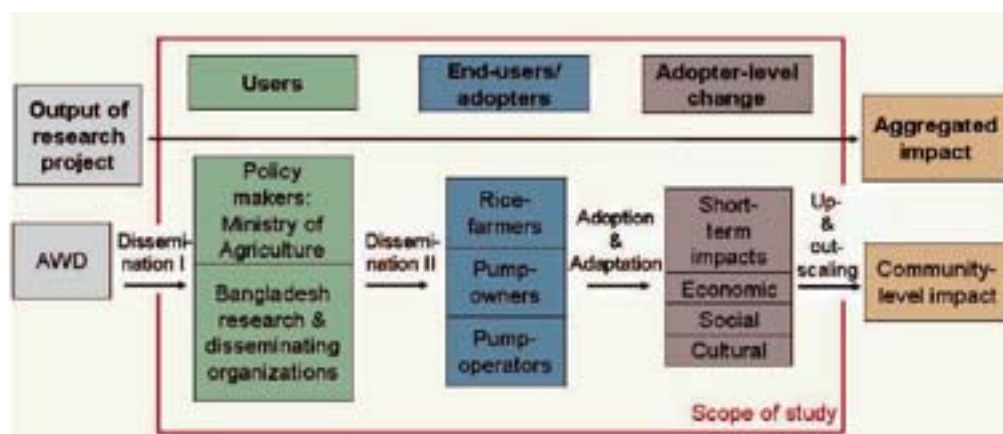 Users
End-users/
adopters
Adopter-level
change
Output of
research
project
Aggregated
impact
AWD
Dissemi-
nation I
Policy
makers:
Ministry of
Agriculture
Bangladesh
research &
disseminating
organizations
Dissemi-
nation II
Rice-
farmers
Pump-
owners
Pump-
operators
Adoption
&
Adaptation
Short-
term
impacts
Economic
Social
Cultural
Up-
&
out-
scaling
Community-
level impact
Scope of study